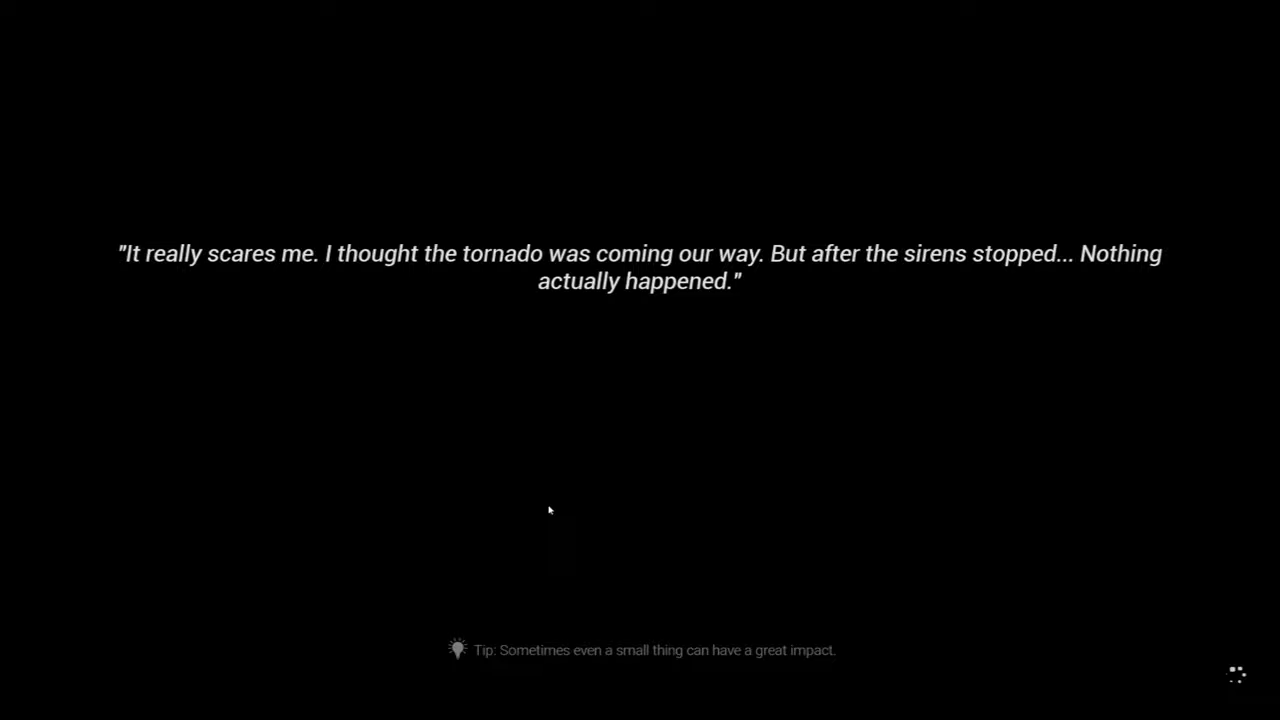 "It really scares me. I thought the tornado was coming our way. But after the sirens stopped... Nothing
actually happened."
Tip: Sometimes even a small thing can have a great impact.